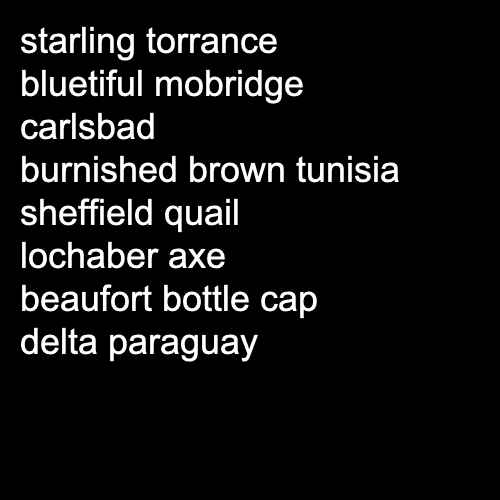 starling torrance
bluetiful mobridge
carlsbad
burnished brown tunisia
sheffield quail
lochaber axe
beaufort bottle cap
delta paraguay